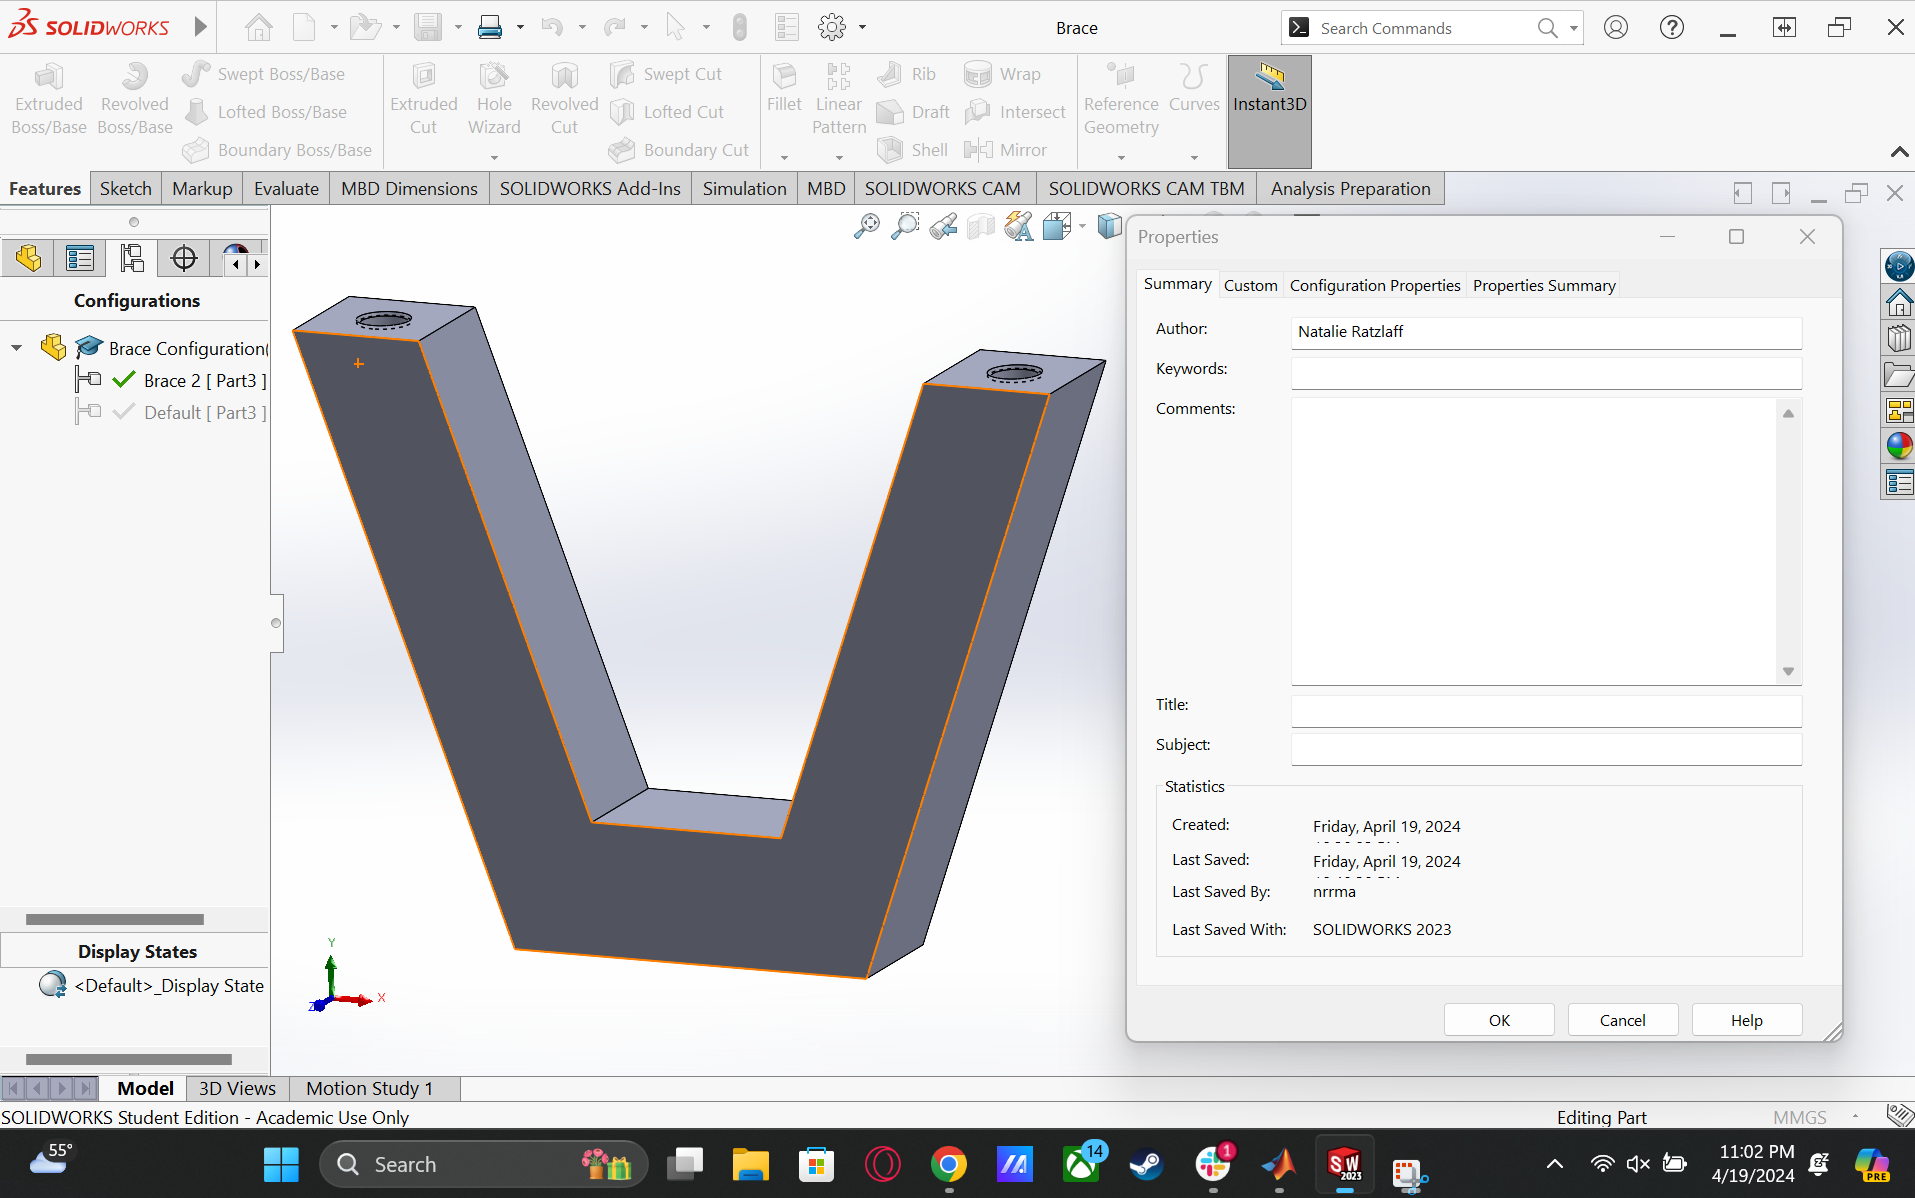 SOLIDWORKS
Brace
Search Commands
Extruded Boss/Base
Revolved Boss/Base
Swept Boss/Base
Lofted Boss/Base
Boundary Boss/Base
Extruded Cut
Hole Wizard
Revolved Cut
Swept Cut
Lofted Cut
Boundary Cut
Fillet
Linear Pattern
Rib
Draft
Shell
Wrap
Intersect
Mirror
Reference Geometry
Curves
Instant3D
Features
Sketch
Markup
Evaluate
MBD Dimensions
SOLIDWORKS Add-Ins
Simulation
MBD
SOLIDWORKS CAM
SOLIDWORKS CAM TBM
Analysis Preparation
Configurations
Brace Configuration(
Brace 2 [ Part3 ]
Default [ Part3 ]
Display States
<Default>_Display State
Y
X
Z
Properties
Summary
Custom
Configuration Properties
Properties Summary
Author:
Natalie Ratzlaff
Keywords:
Comments:
Title:
Subject:
Statistics
Created:
Friday, April 19, 2024
Last Saved:
Friday, April 19, 2024
Last Saved By:
nrrma
Last Saved With:
SOLIDWORKS 2023
OK
Cancel
Help
Model
3D Views
Motion Study 1
SOLIDWORKS Student Edition - Academic Use Only
Editing Part
MMGS
55°
Search
14
1
SW
2023
11:02 PM
4/19/2024
PRE